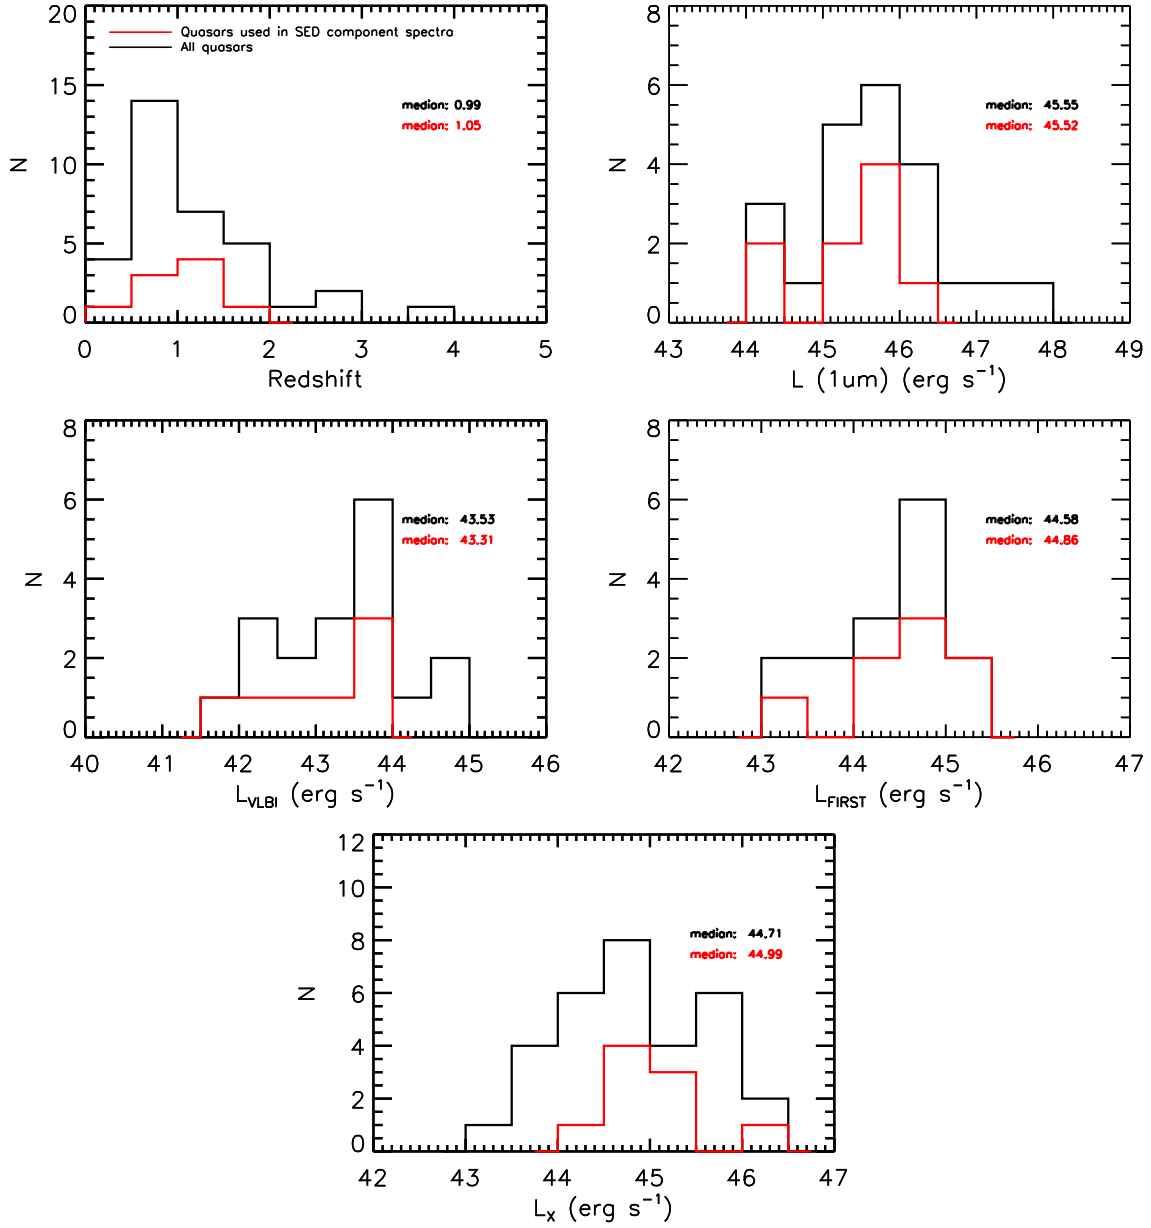 20
15
10
5
0
N
Quasars used in SED component spectra
All quasars
median: 0.99
median: 1.05
0 1 2 3 4 5
Redshift
8
6
4
2
0
N
median: 45.55
median: 45.52
43 44 45 46 47 48 49
L (1um) (erg s⁻¹)
8
6
4
2
0
N
median: 43.53
median: 43.31
40 41 42 43 44 45 46
L_VLBI (erg s⁻¹)
8
6
4
2
0
N
median: 44.58
median: 44.86
42 43 44 45 46 47
L_FIRST (erg s⁻¹)
12
10
8
6
4
2
0
N
median: 44.71
median: 44.99
42 43 44 45 46 47
L_X (erg s⁻¹)